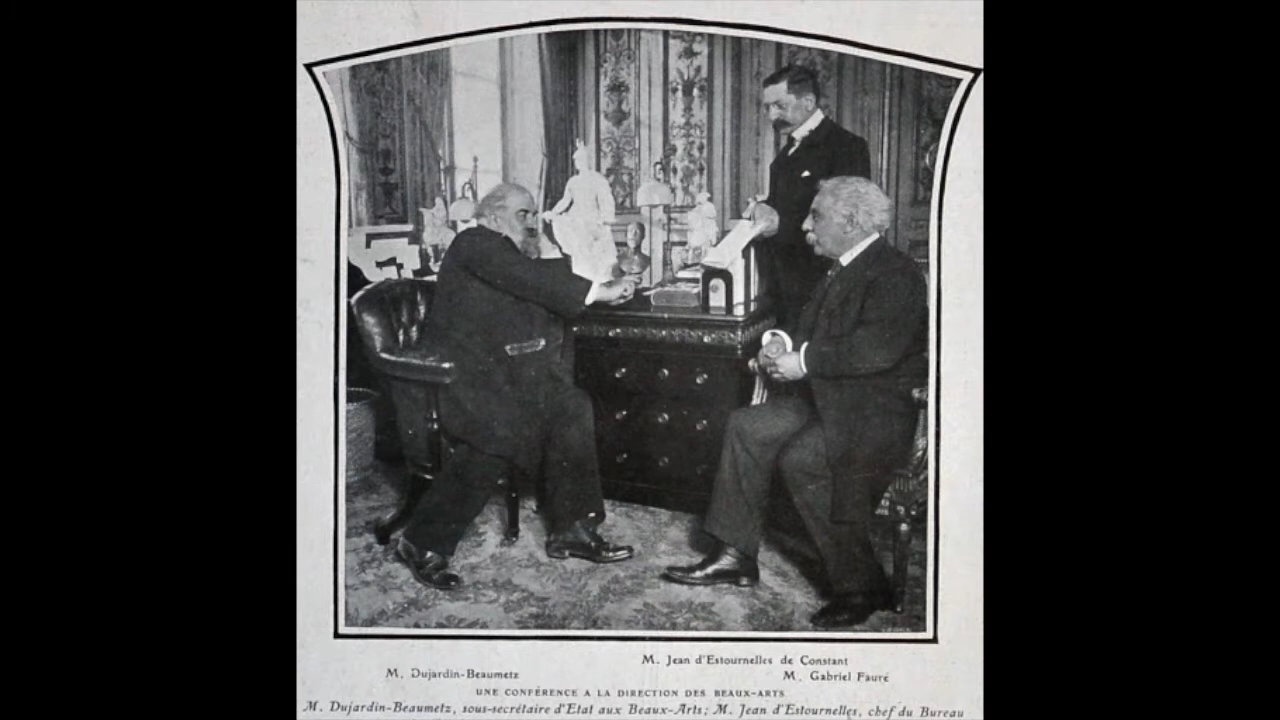 M. Jean d'Estournelles de Constant
M. Dujardin-Beaumetz
M. Gabriel Fauré
UNE CONFÉRENCE A LA DIRECTION DES BEAUX-ARTS
M. Dujardin-Beaumetz, sous-secrétaire d'Etat aux Beaux-Arts; M. Jean d'Estournelles, chef du Bureau